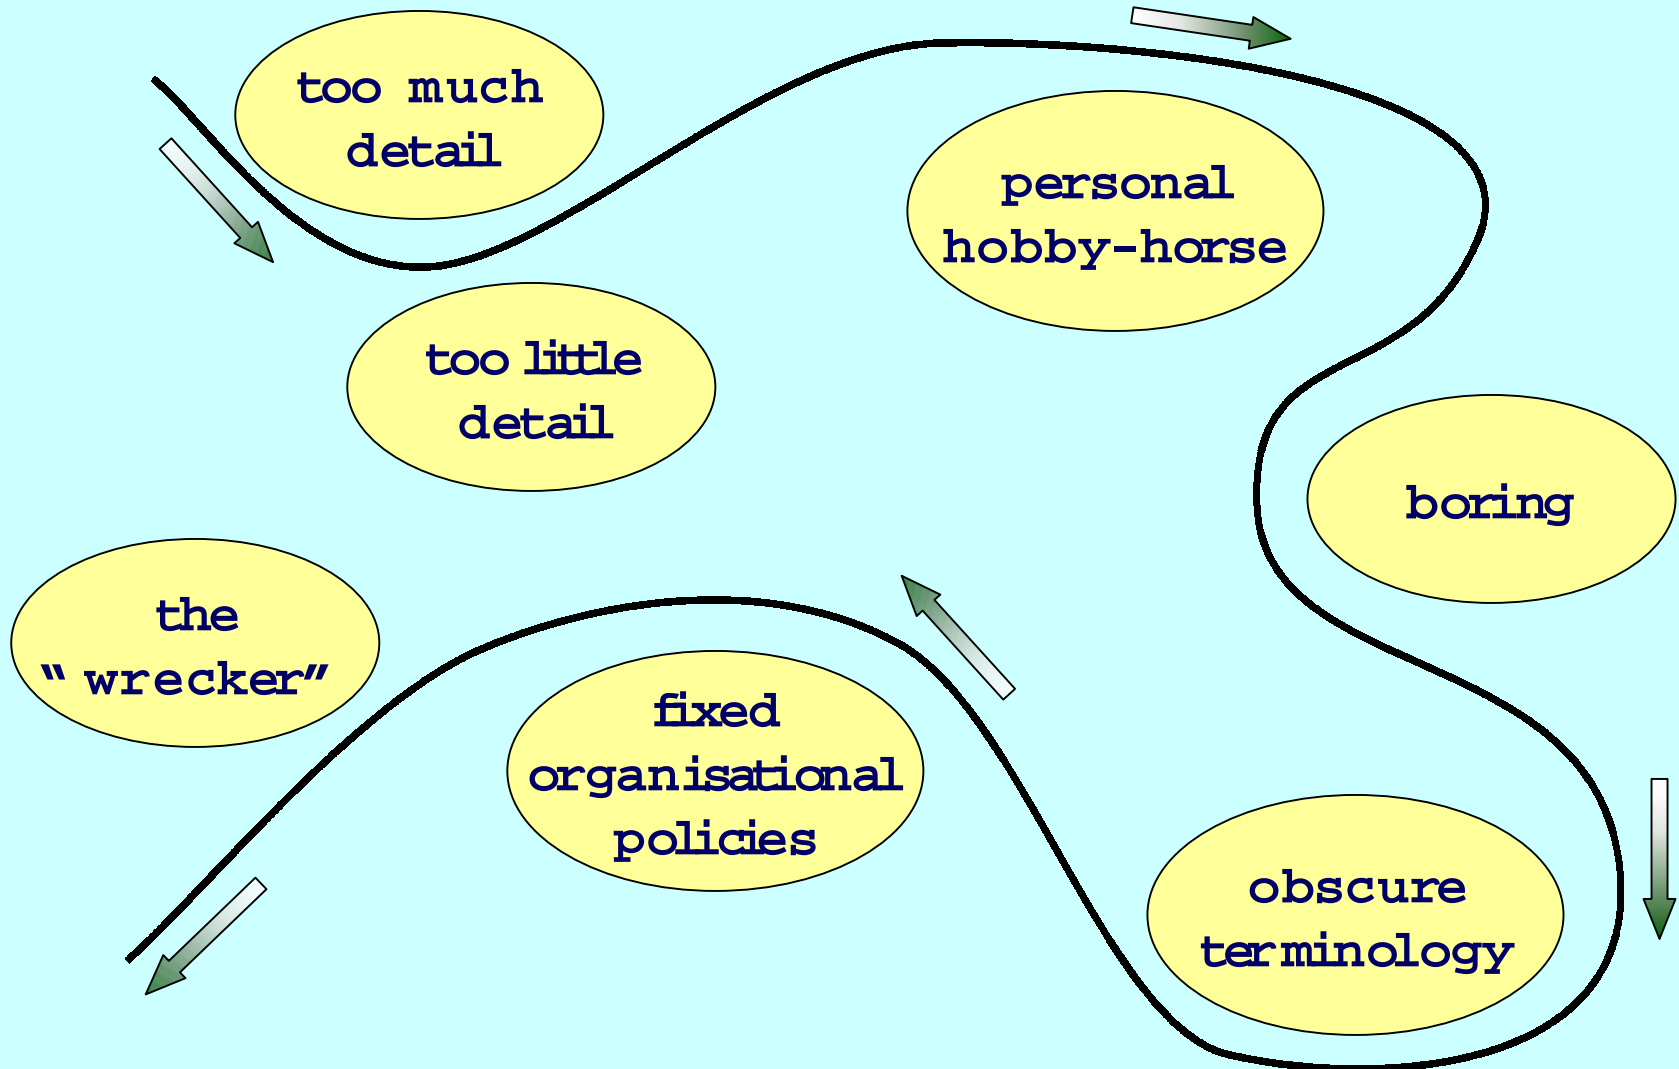 too much
detail
personal
hobby-horse
too little
detail
boring
the
“ wrecker”
fixed
organisational
policies
obscure
terminology